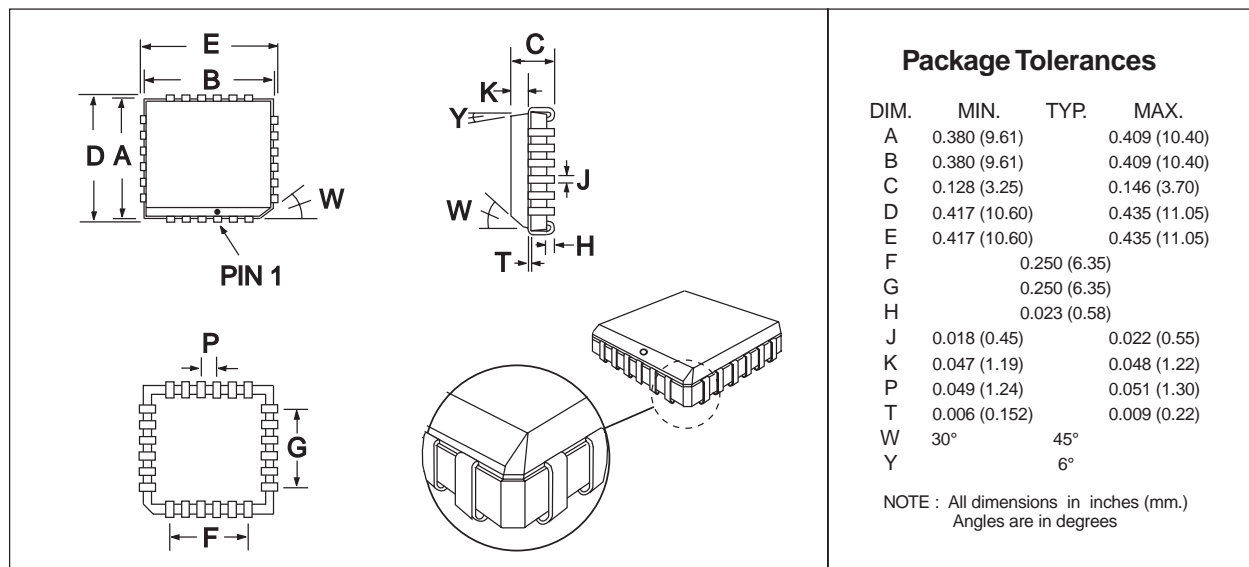 E
B
D A
W
PIN 1
C
K
Y
J
W
H
T
P
G
F
Package Tolerances
DIM. MIN. TYP. MAX.
A 0.380 (9.61) 0.409 (10.40)
B 0.380 (9.61) 0.409 (10.40)
C 0.128 (3.25) 0.146 (3.70)
D 0.417 (10.60) 0.435 (11.05)
E 0.417 (10.60) 0.435 (11.05)
F 0.250 (6.35)
G 0.250 (6.35)
H 0.023 (0.58)
J 0.018 (0.45) 0.022 (0.55)
K 0.047 (1.19) 0.048 (1.22)
P 0.049 (1.24) 0.051 (1.30)
T 0.006 (0.152) 0.009 (0.22)
W 30° 45°
Y 6°
NOTE : All dimensions in inches (mm.)
Angles are in degrees